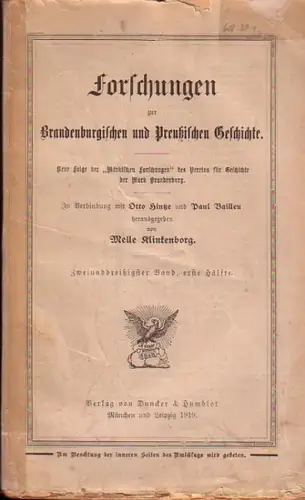 Forschungen
zur
Brandenburgischen und Preußischen Geschichte.
Neue Folge der „Märkischen Forschungen“ des Vereins für Geschichte
der Mark Brandenburg.
In Verbindung mit Otto Hintze und Paul Bailleu
herausgegeben
von
Melle Klinkenborg.
Zweiunddreißigster Band, erste Hälfte.
Verlag von Duncker & Humblot
München und Leipzig 1919.
Um Beachtung der inneren Seiten des Umschlags wird gebeten.